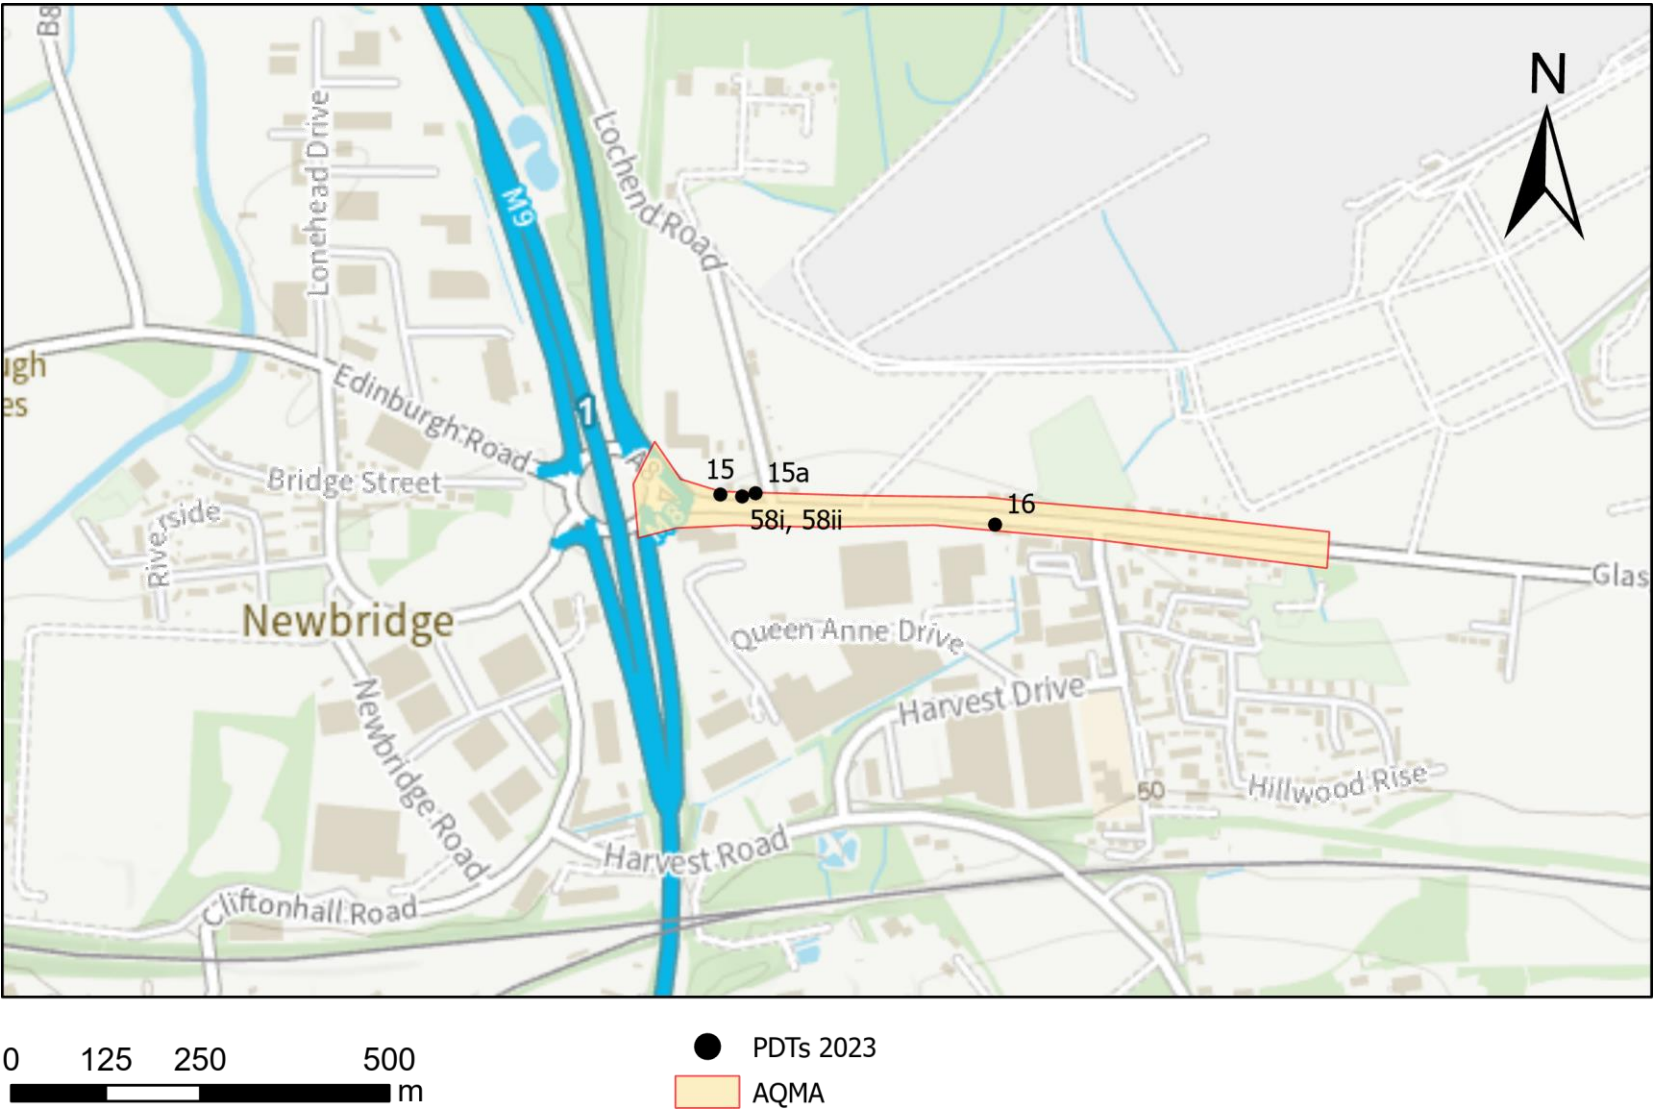 B8
N
Lonehead Drive
Lochend Road
M9
ugh
es
Edinburgh Road
1
Bridge Street
15
15a
58i, 58ii
16
Riverside
Glas
Newbridge
Queen Anne Drive
Harvest Drive
Newbridge Road
50
Hillwood Rise
Harvest Road
Cliftonhall Road
0 125 250 500
m
PDTs 2023
AQMA